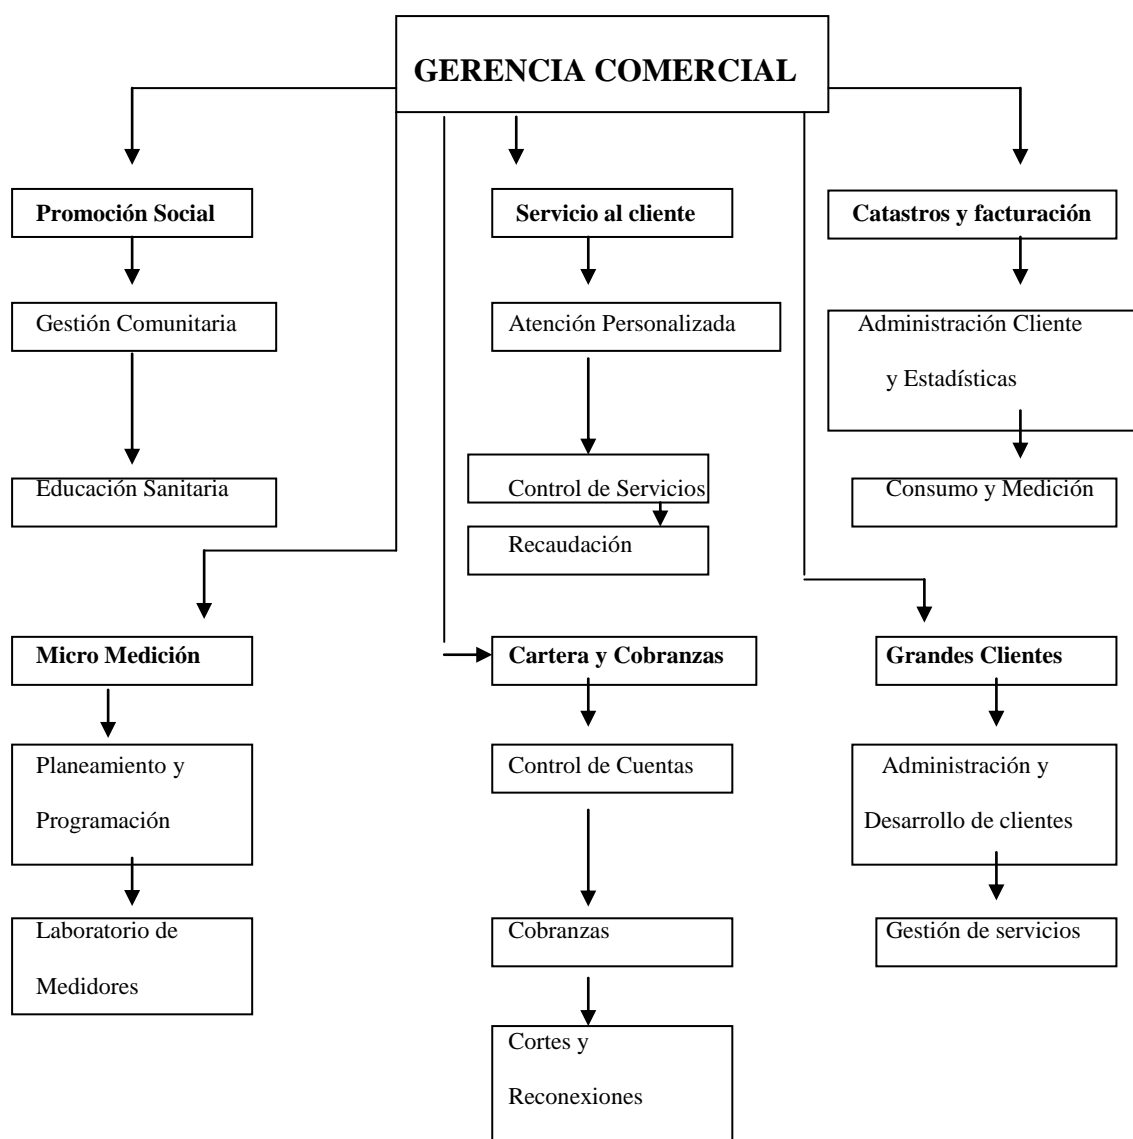 GERENCIA COMERCIAL
Promoción Social
Servicio al cliente
Catastros y facturación
Gestión Comunitaria
Atención Personalizada
Administración Cliente
y Estadísticas
Educación Sanitaria
Control de Servicios
Consumo y Medición
Recaudación
Micro Medición
Cartera y Cobranzas
Grandes Clientes
Planeamiento y
Programación
Control de Cuentas
Administración y
Desarrollo de clientes
Laboratorio de
Medidores
Cobranzas
Gestión de servicios
Cortes y
Reconexiones